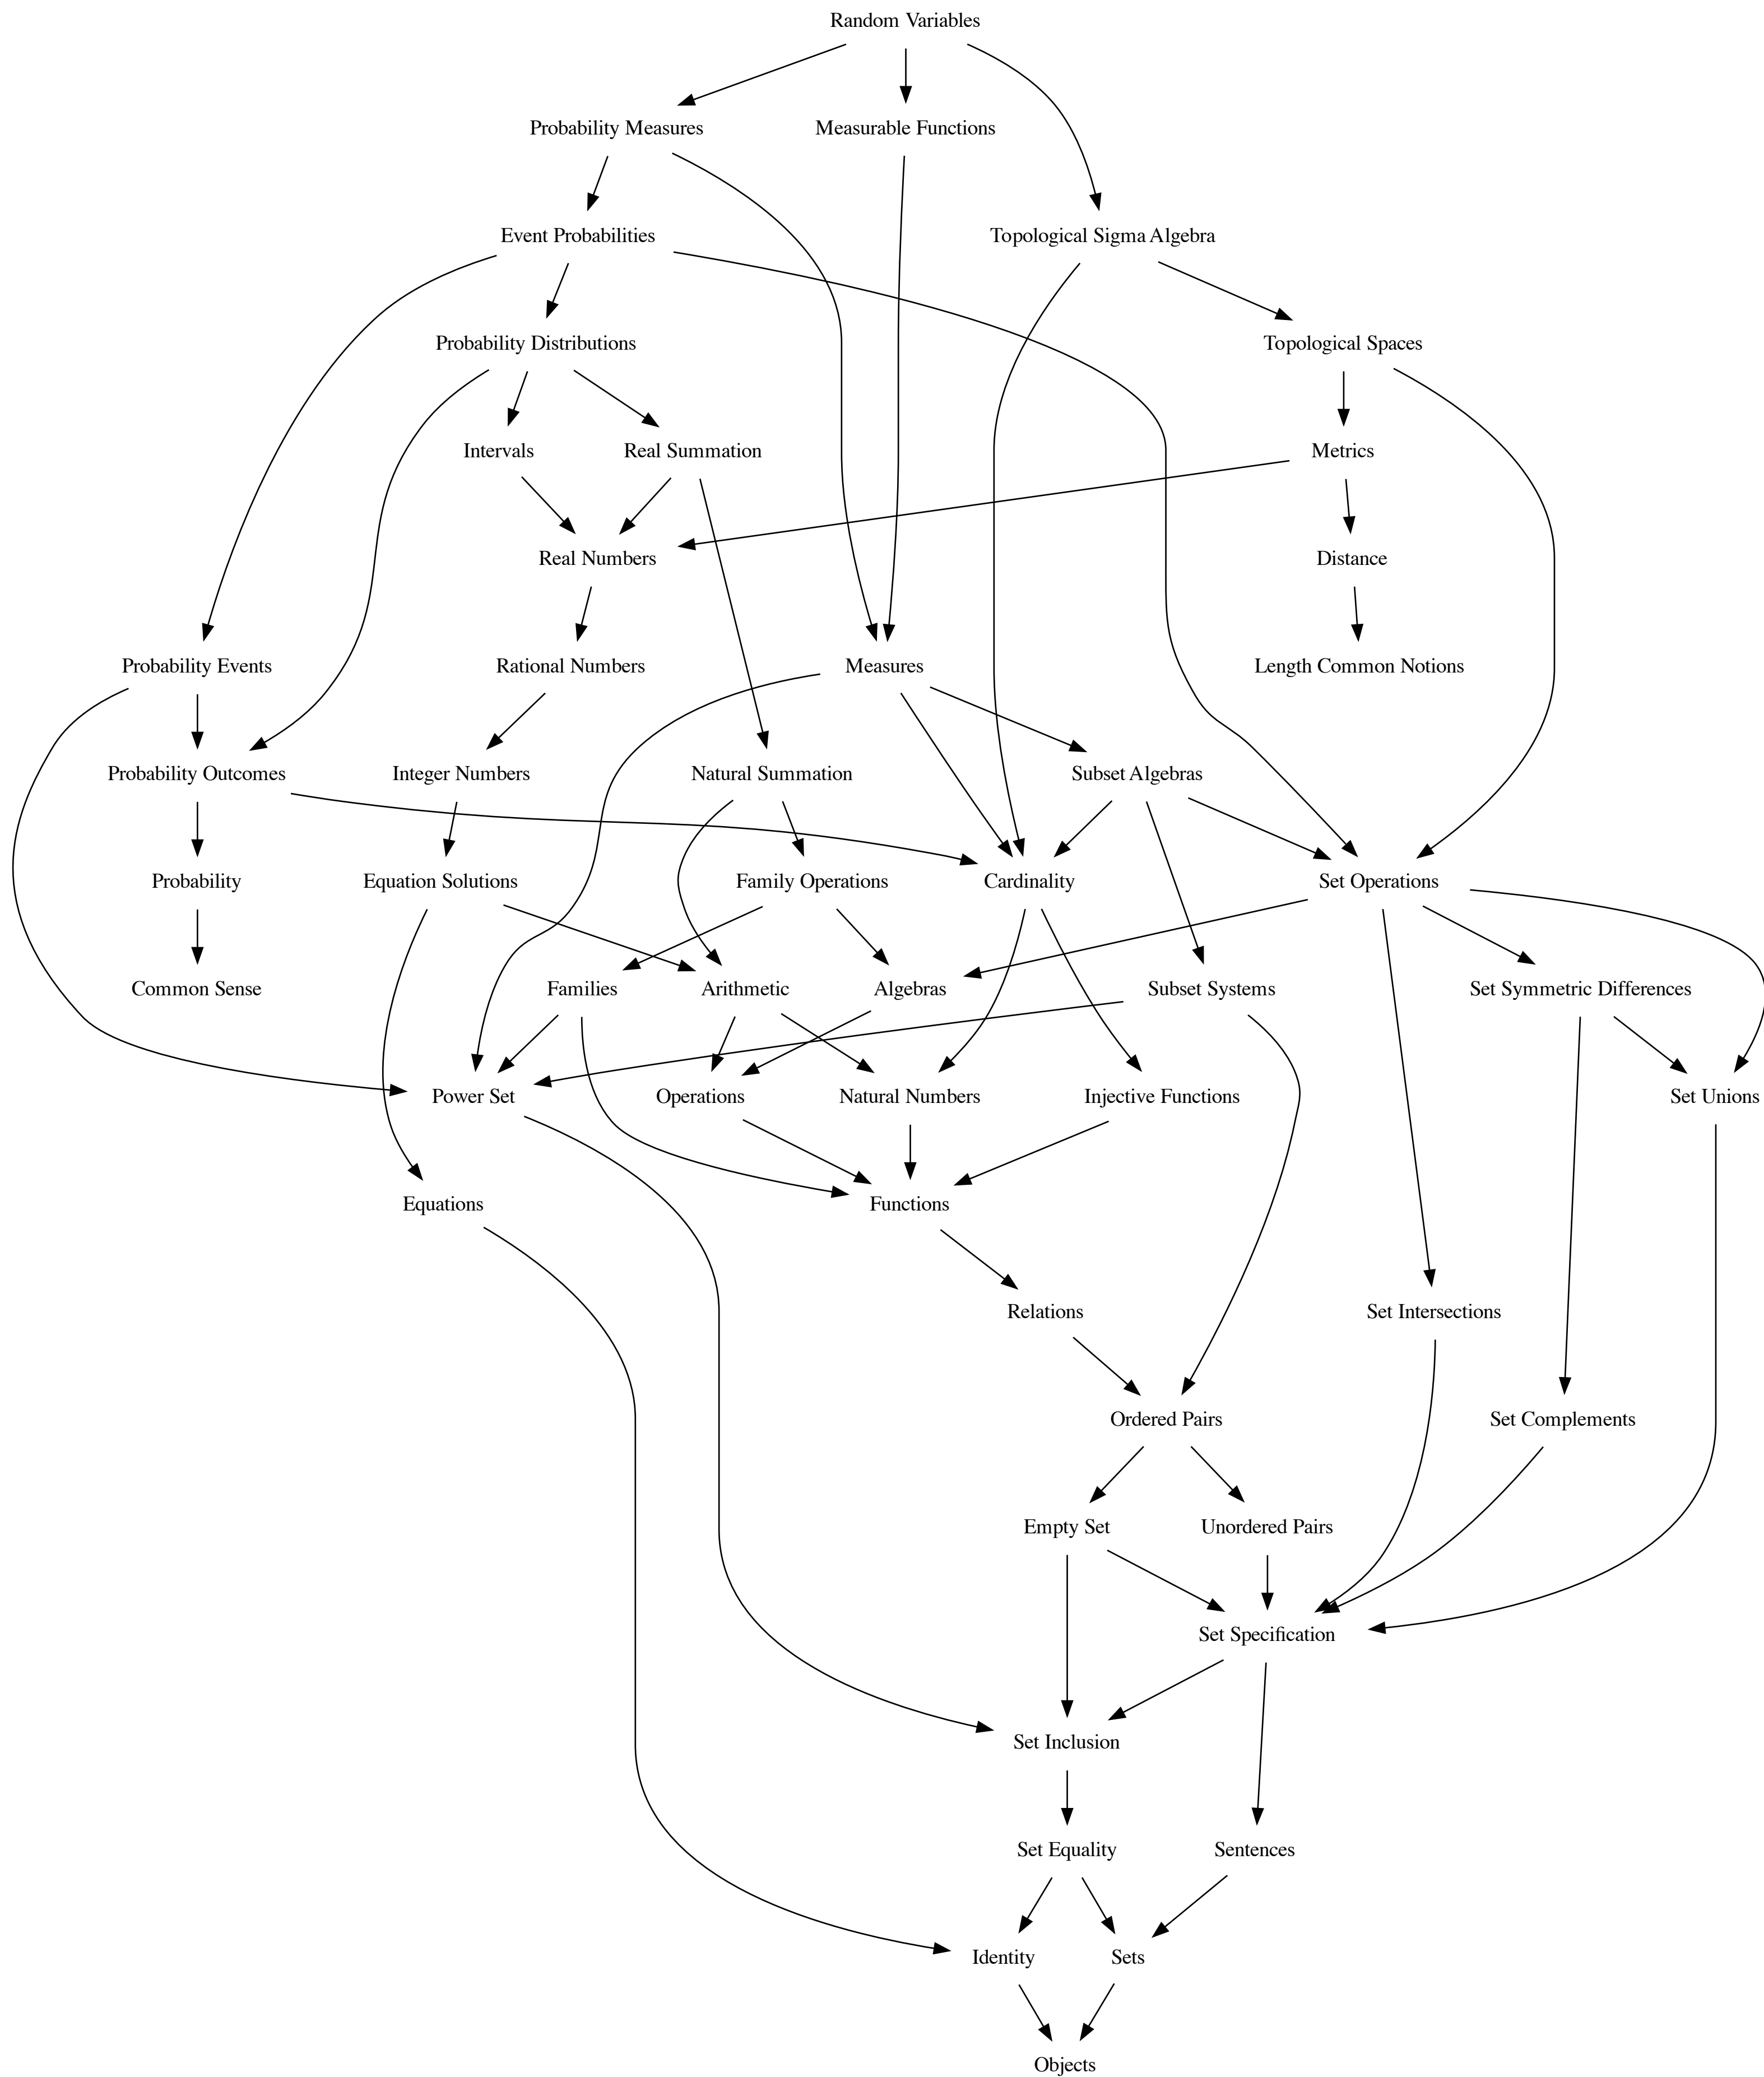 Random Variables
Probability Measures
Measurable Functions
Event Probabilities
Topological Sigma Algebra
Probability Distributions
Topological Spaces
Intervals
Real Summation
Metrics
Real Numbers
Distance
Probability Events
Rational Numbers
Measures
Length Common Notions
Probability Outcomes
Integer Numbers
Natural Summation
Subset Algebras
Probability
Equation Solutions
Family Operations
Cardinality
Set Operations
Common Sense
Families
Arithmetic
Algebras
Subset Systems
Set Symmetric Differences
Power Set
Operations
Natural Numbers
Injective Functions
Set Unions
Equations
Functions
Relations
Set Intersections
Ordered Pairs
Set Complements
Empty Set
Unordered Pairs
Set Specification
Set Inclusion
Set Equality
Sentences
Identity
Sets
Objects